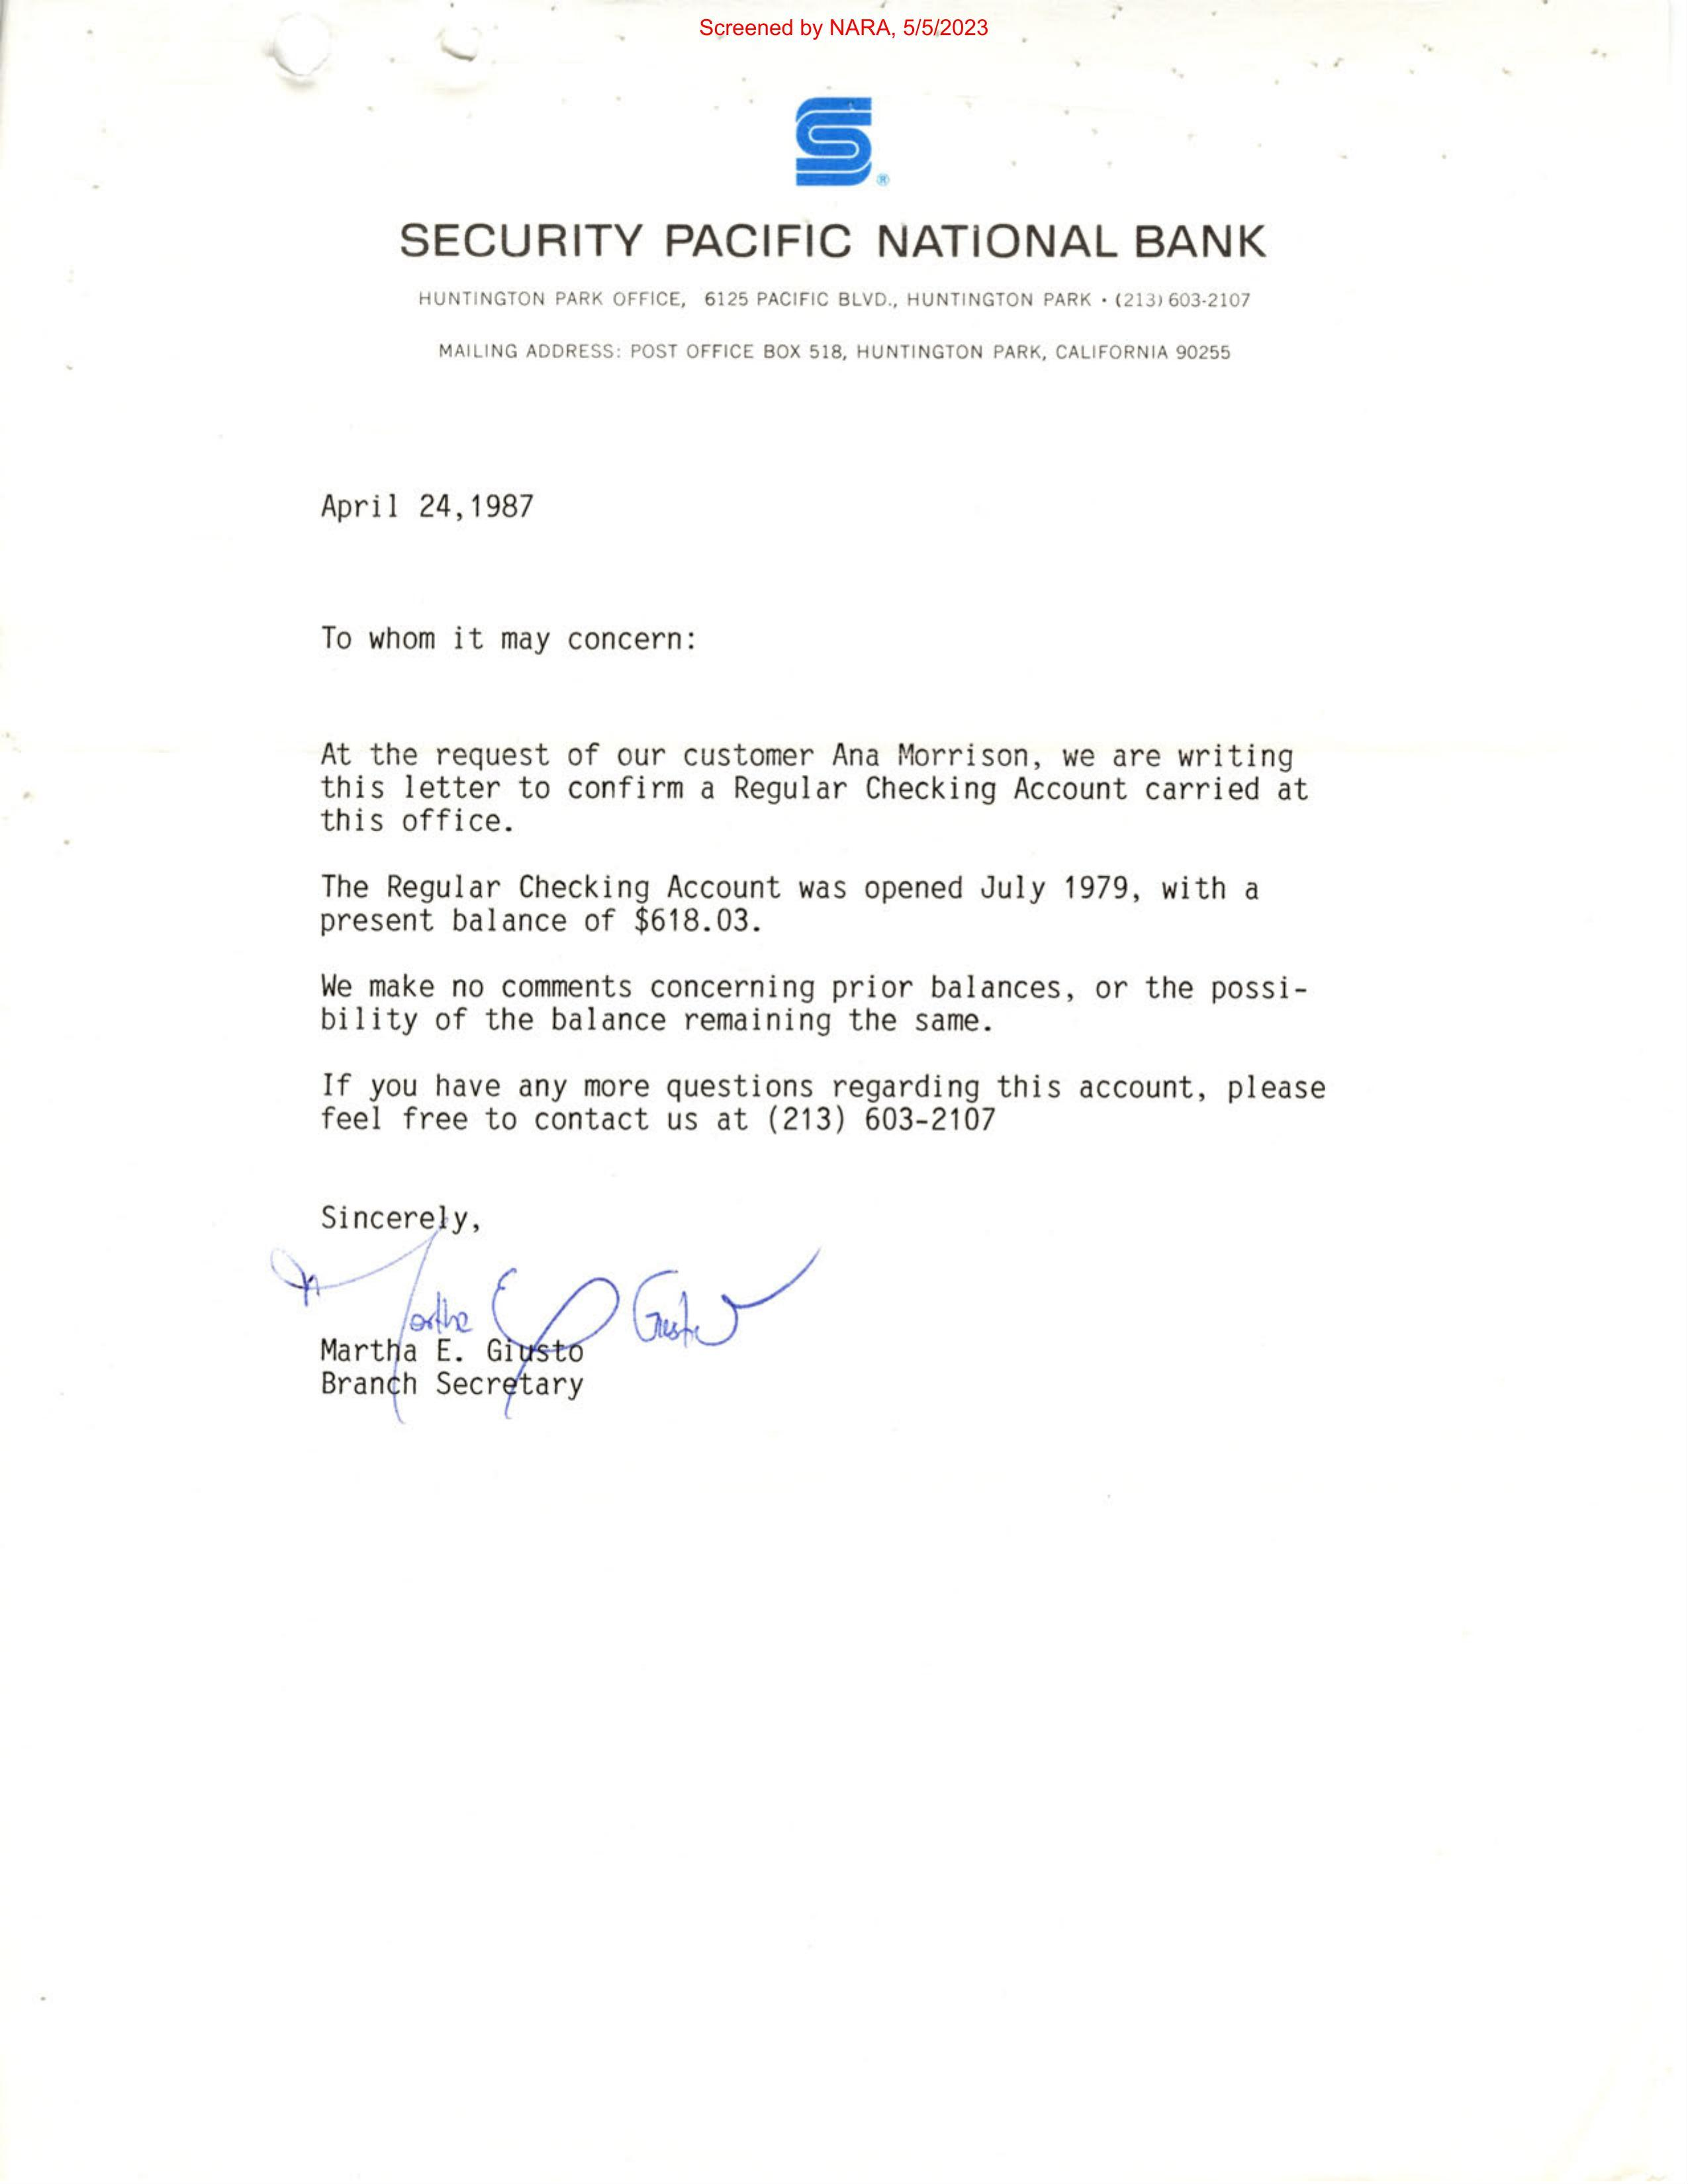 Screened by NARA, 5/5/2023
S®
SECURITY PACIFIC NATIONAL BANK
HUNTINGTON PARK OFFICE, 6125 PACIFIC BLVD., HUNTINGTON PARK • (213) 603-2107
MAILING ADDRESS: POST OFFICE BOX 518, HUNTINGTON PARK, CALIFORNIA 90255
April 24,1987
To whom it may concern:
At the request of our customer Ana Morrison, we are writing
this letter to confirm a Regular Checking Account carried at
this office.
The Regular Checking Account was opened July 1979, with a
present balance of $618.03.
We make no comments concerning prior balances, or the possi-
bility of the balance remaining the same.
If you have any more questions regarding this account, please
feel free to contact us at (213) 603-2107
Sincerely,
Martha E. Giusto
Martha E. Giusto
Branch Secretary